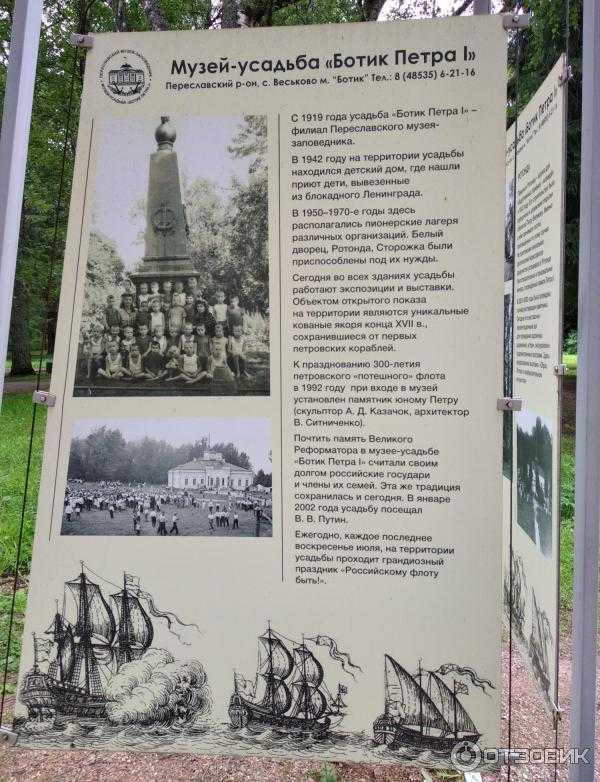 Музей-усадьба «Ботик Петра I»
Переславский р-он, с. Веськово м. "Ботик" Тел.: 8 (48535) 6-21-16
С 1919 года усадьба «Ботик Петра I» –
филиал Переславского музея-
заповедника.
В 1942 году на территории усадьбы
находился детский дом, где нашли
приют дети, вывезенные
из блокадного Ленинграда.
В 1950–1970-е годы здесь
располагались пионерские лагеря
различных организаций. Белый
дворец, Ротонда, Сторожка были
приспособлены под их нужды.
Сегодня во всех зданиях усадьбы
работают экспозиции и выставки.
Объектом открытого показа
на территории являются уникальные
кованые якоря конца XVII в.,
сохранившиеся от первых
петровских кораблей.
К празднованию 300-летия
петровского «потешного» флота
в 1992 году при входе в музей
установлен памятник юному Петру
(скульптор А. Д. Казачок, архитектор
В. Ситниченко).
Почтить память Великого
Реформатора в музее-усадьбе
«Ботик Петра I» считали своим
долгом российские государи
и члены их семей. Эта же традиция
сохранилась и сегодня. В январе
2002 года усадьбу посещал
В. В. Путин.
Ежегодно, каждое последнее
воскресенье июля, на территории
усадьбы проходит грандиозный
праздник «Российскому флоту
быть!».
усадьба «Ботик Петра I»
ОТЗОВИК